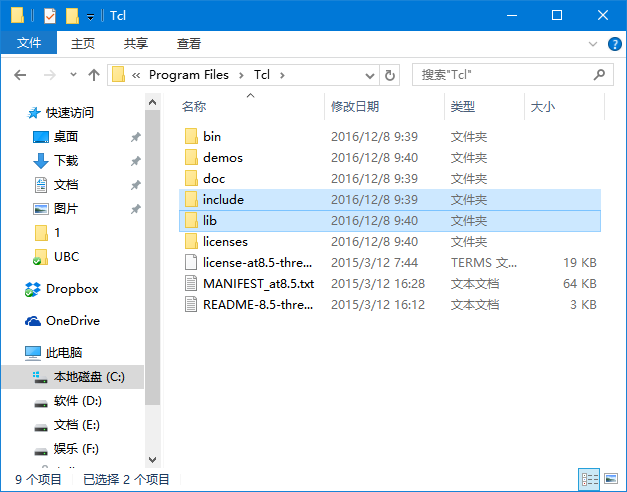 Tcl
文件 主页 共享 查看
« Program Files › Tcl › 搜索"Tcl"
名称 修改日期 类型 大小
快速访问
桌面
下载
文档
图片
1
UBC
Dropbox
OneDrive
此电脑
本地磁盘 (C:)
软件 (D:)
文档 (E:)
娱乐 (F:)
bin 2016/12/8 9:39 文件夹
demos 2016/12/8 9:40 文件夹
doc 2016/12/8 9:39 文件夹
include 2016/12/8 9:39 文件夹
lib 2016/12/8 9:40 文件夹
licenses 2016/12/8 9:40 文件夹
license-at8.5-thre... 2015/3/12 7:44 TERMS 文... 19 KB
MANIFEST_at8.5.txt 2015/3/12 16:28 文本文档 64 KB
README-8.5-thre... 2015/3/12 16:12 文本文档 3 KB
9 个项目 已选择 2 个项目